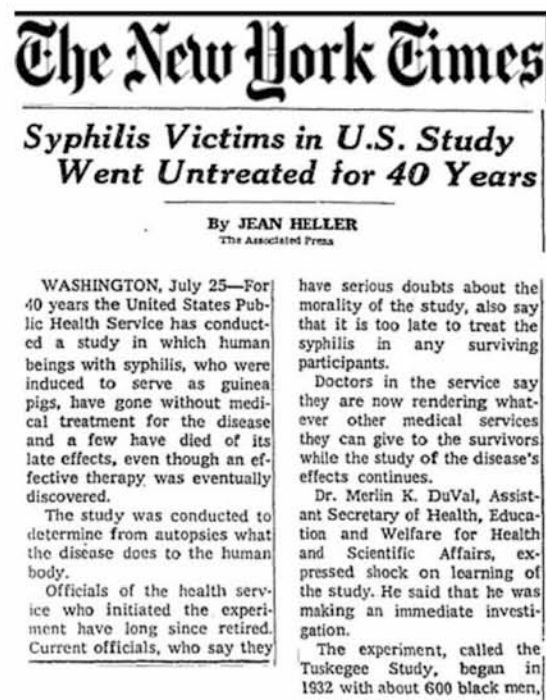 The New York Times
Syphilis Victims in U.S. Study
Went Untreated for 40 Years
By JEAN HELLER
The Associated Press
WASHINGTON, July 25—For
40 years the United States Pub-
lic Health Service has conduct-
ed a study in which human
beings with syphilis, who were
induced to serve as guinea
pigs, have gone without medi-
cal treatment for the disease
and a few have died of its
late effects, even though an ef-
fective therapy was eventually
discovered.
The study was conducted to
determine from autopsies what
the disease does to the human
body.
Officials of the health serv-
ice who initiated the experi-
ment have long since retired.
Current officials, who say they
have serious doubts about the
morality of the study, also say
that it is too late to treat the
syphilis in any surviving
participants.
Doctors in the service say
they are now rendering what-
ever other medical services
they can give to the survivors
while the study of the disease's
effects continues.
Dr. Merlin K. DuVal, Assist-
ant Secretary of Health, Educa-
tion and Welfare for Health
and Scientific Affairs, ex-
pressed shock on learning of
the study. He said that he was
making an immediate investi-
gation.
The experiment, called the
Tuskegee Study, began in
1932 with about 600 black men,